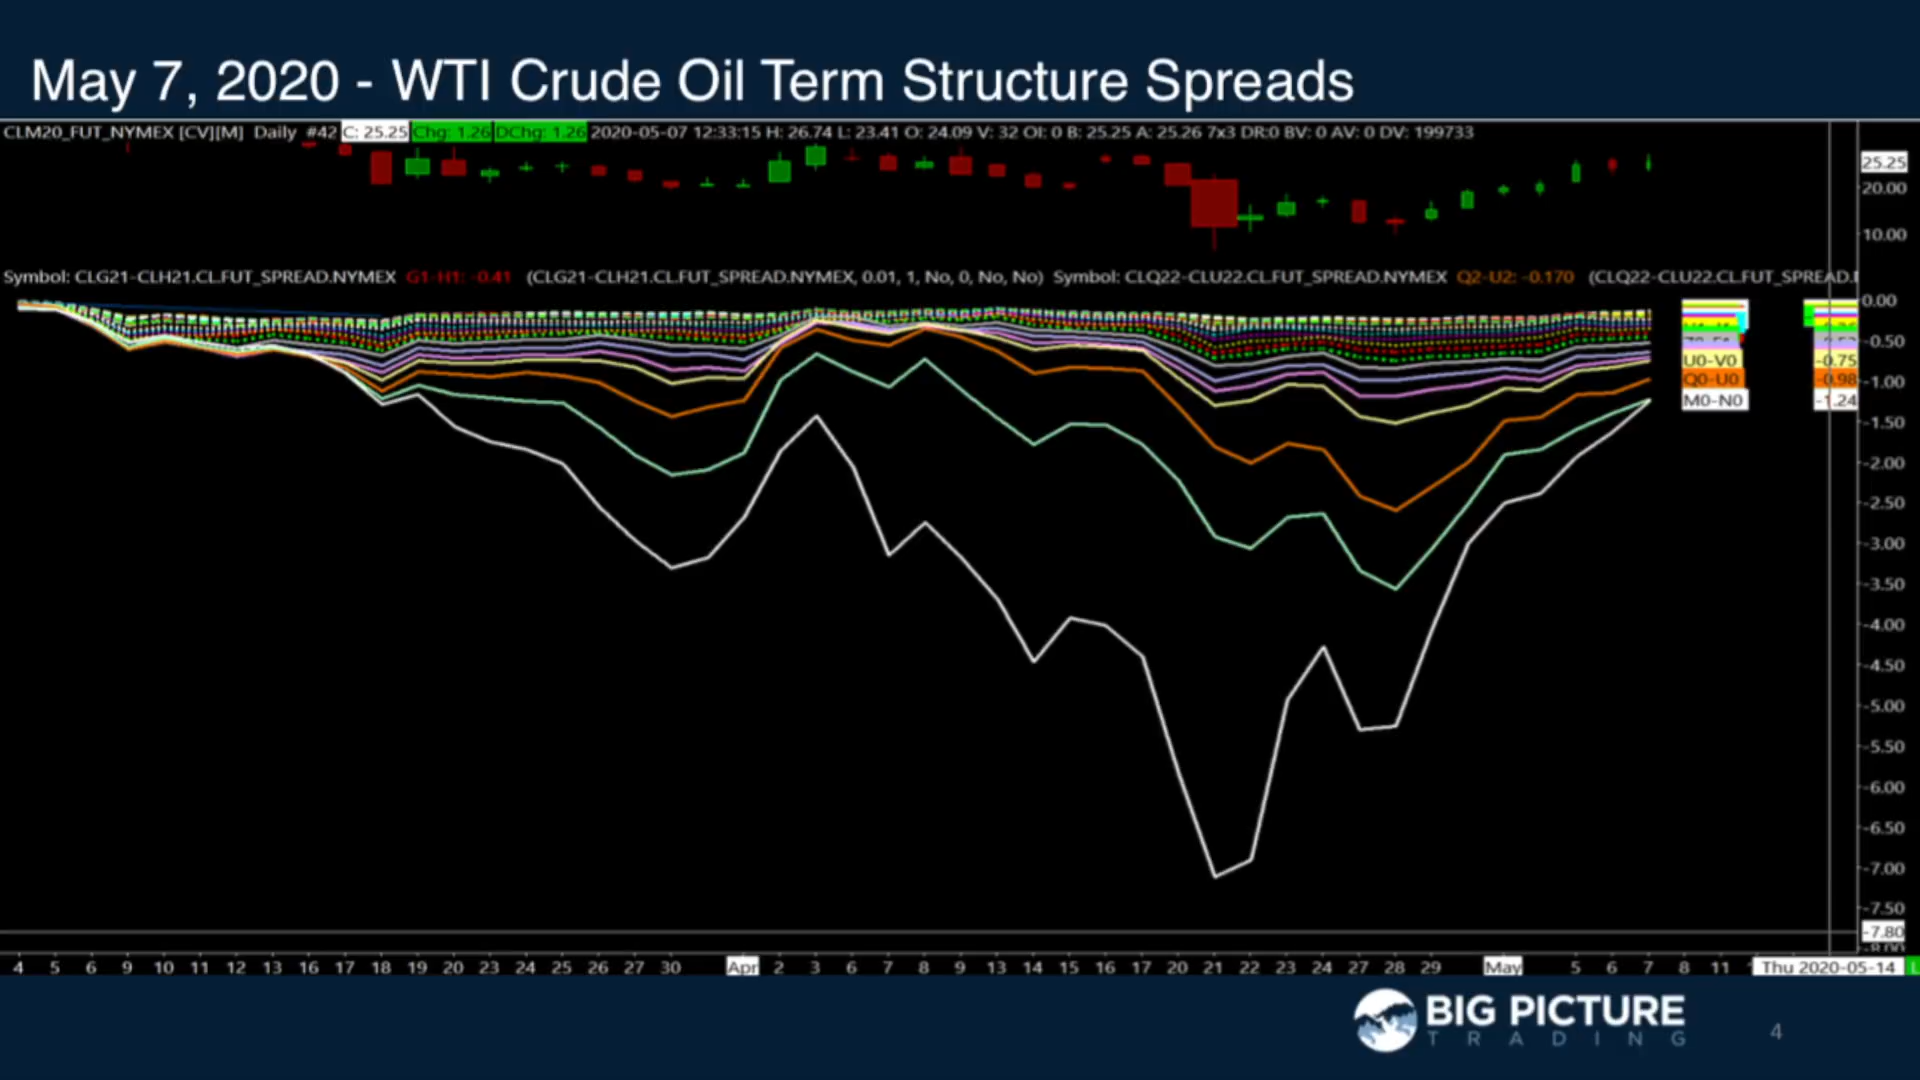 May 7, 2020 - WTI Crude Oil Term Structure Spreads
CLM20_FUT_NYMEX [CV][M] Daily #42 C: 25.25 Chg: 1.26 DChg: 1.26 2020-05-07 12:33:15 H: 26.74 L: 23.41 O: 24.09 V: 32 OI: 0 B: 25.25 A: 25.26 7x3 DR:0 BV: 0 AV: 0 DV: 199733
25.25
20.00
10.00
Symbol: CLG21-CLH21.CL.FUT_SPREAD.NYMEX G1-H1: -0.41 (CLG21-CLH21.CL.FUT_SPREAD.NYMEX, 0.01, 1, No, 0, No, No) Symbol: CLQ22-CLU22.CL.FUT_SPREAD.NYMEX Q2-U2: -0.170 (CLQ22-CLU22.CL.FUT_SPREAD.
0.00
-0.50
U0-V0 -0.75
Q0-U0 -0.98 -1.00
M0-N0 -1.24
-1.50
-2.00
-2.50
-3.00
-3.50
-4.00
-4.50
-5.00
-5.50
-6.00
-6.50
-7.00
-7.50
-7.80
4 5 6 9 10 11 12 13 16 17 18 19 20 23 24 25 26 27 30 Apr 2 3 6 7 8 9 13 14 15 16 17 20 21 22 23 24 27 28 29 May 5 6 7 8 11 Thu 2020-05-14
BIG PICTURE
TRADING
4